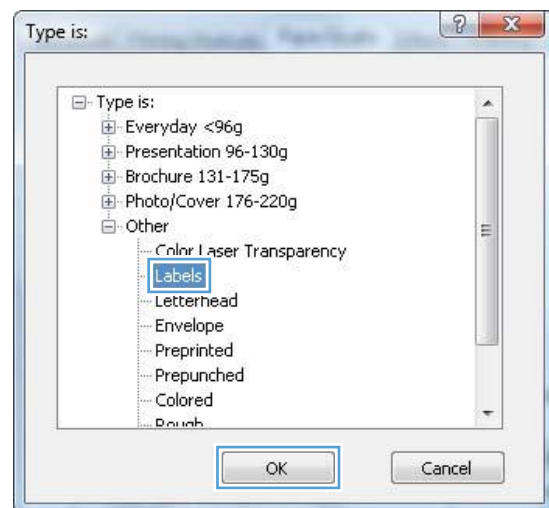 Type is:
Type is:
Everyday <96g
Presentation 96-130g
Brochure 131-175g
Photo/Cover 176-220g
Other
Color Laser Transparency
Labels
Letterhead
Envelope
Preprinted
Prepunched
Colored
Rough
OK Cancel